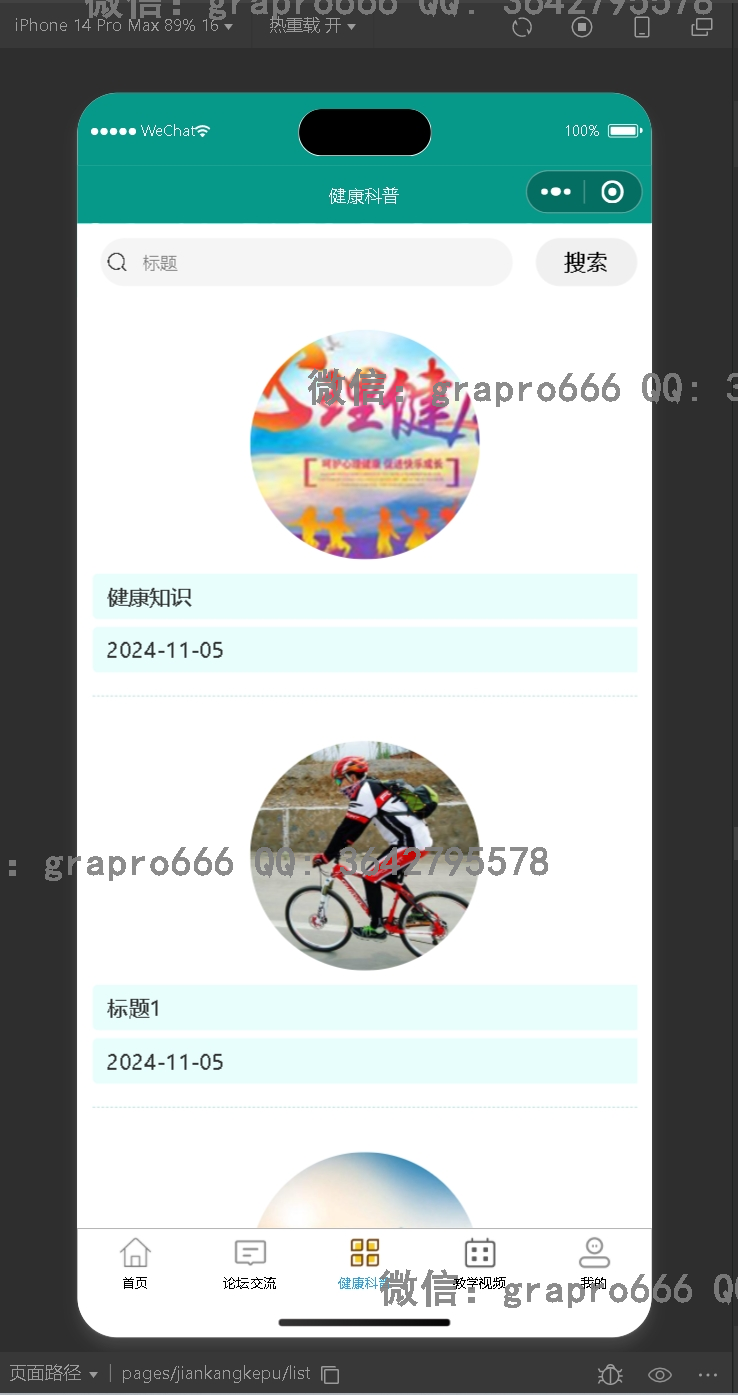 微信: grapro666 QQ: 3642795578
iPhone 14 Pro Max 89% 16
热重载 开
WeChat
100%
健康科普
标题
搜索
心理健康
微信: grapro666 QQ: 3
呵护心理健康 促进快乐成长
健康知识
2024-11-05
: grapro666 QQ: 3642795578
标题1
2024-11-05
首页
论坛交流
健康科普
教学视频
我的
微信: grapro666 QQ
页面路径
pages/jiankangkepu/list